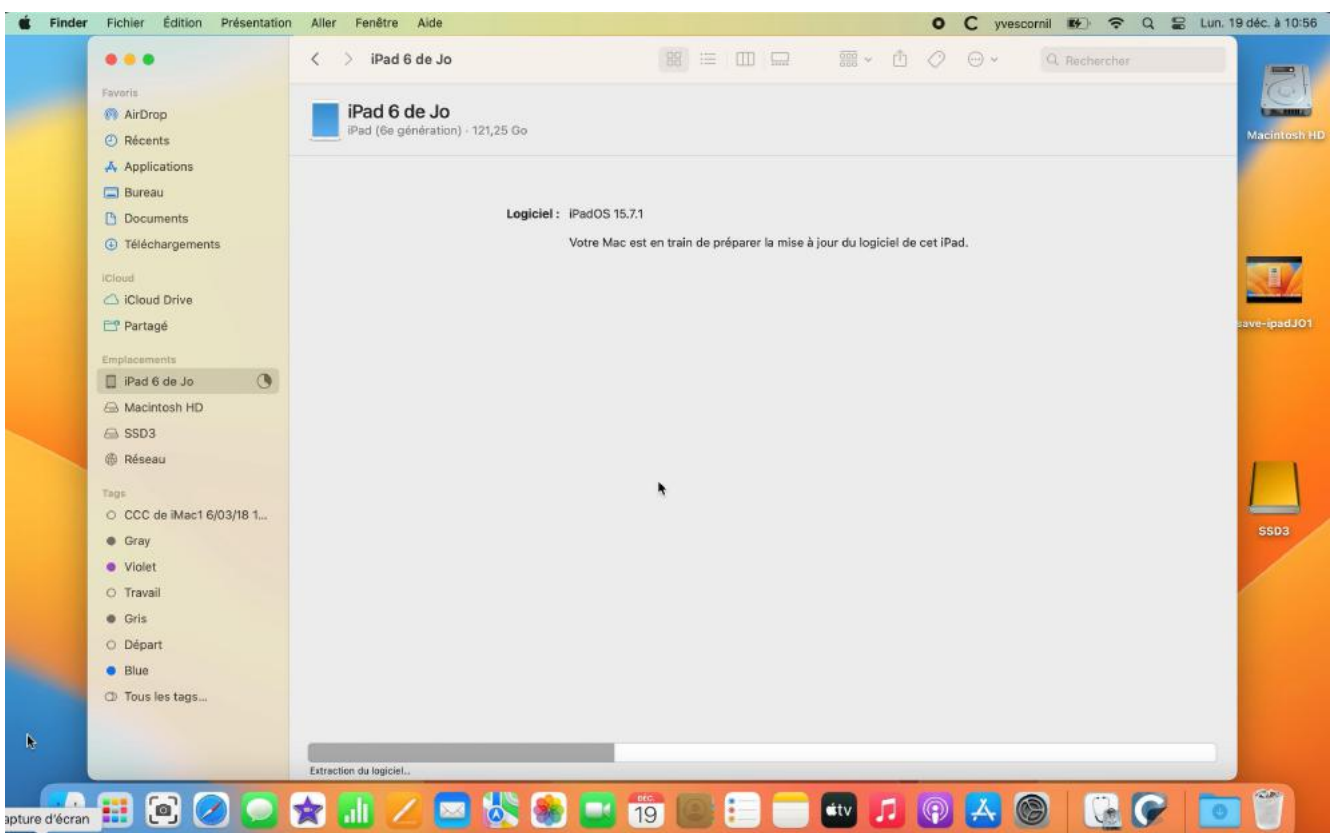 Finder Fichier Édition Présentation Aller Fenêtre Aide yvescornil Lun. 19 déc. à 10:56
iPad 6 de Jo
Rechercher
Favoris
AirDrop
Récents
Applications
Bureau
Documents
Téléchargements
iCloud
iCloud Drive
Partagé
Emplacements
iPad 6 de Jo
Macintosh HD
SSD3
Réseau
Tags
CCC de iMac1 6/03/18 1...
Gray
Violet
Travail
Gris
Départ
Blue
Tous les tags...
iPad 6 de Jo
iPad (6e génération) · 121,25 Go
Logiciel : iPadOS 15.7.1
Votre Mac est en train de préparer la mise à jour du logiciel de cet iPad.
Extraction du logiciel...
Macintosh HD
save-ipadJO1
SSD3
apture d'écran
DÉC.
19
tv